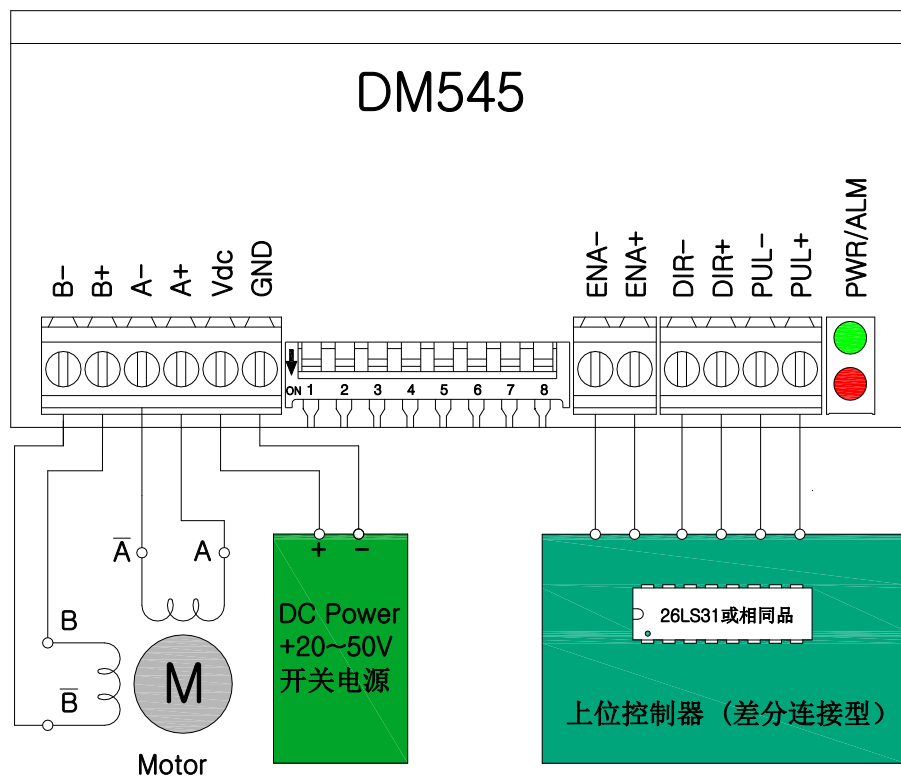 DM545
B-
B+
A-
A+
Vdc
GND
ENA-
ENA+
DIR-
DIR+
PUL-
PUL+
PWR/ALM
ON 1 2 3 4 5 6 7 8
+ -
A̅ A
DC Power
+20~50V
开关电源
B
B̅
M
Motor
26LS31或相同品
上位控制器（差分连接型）